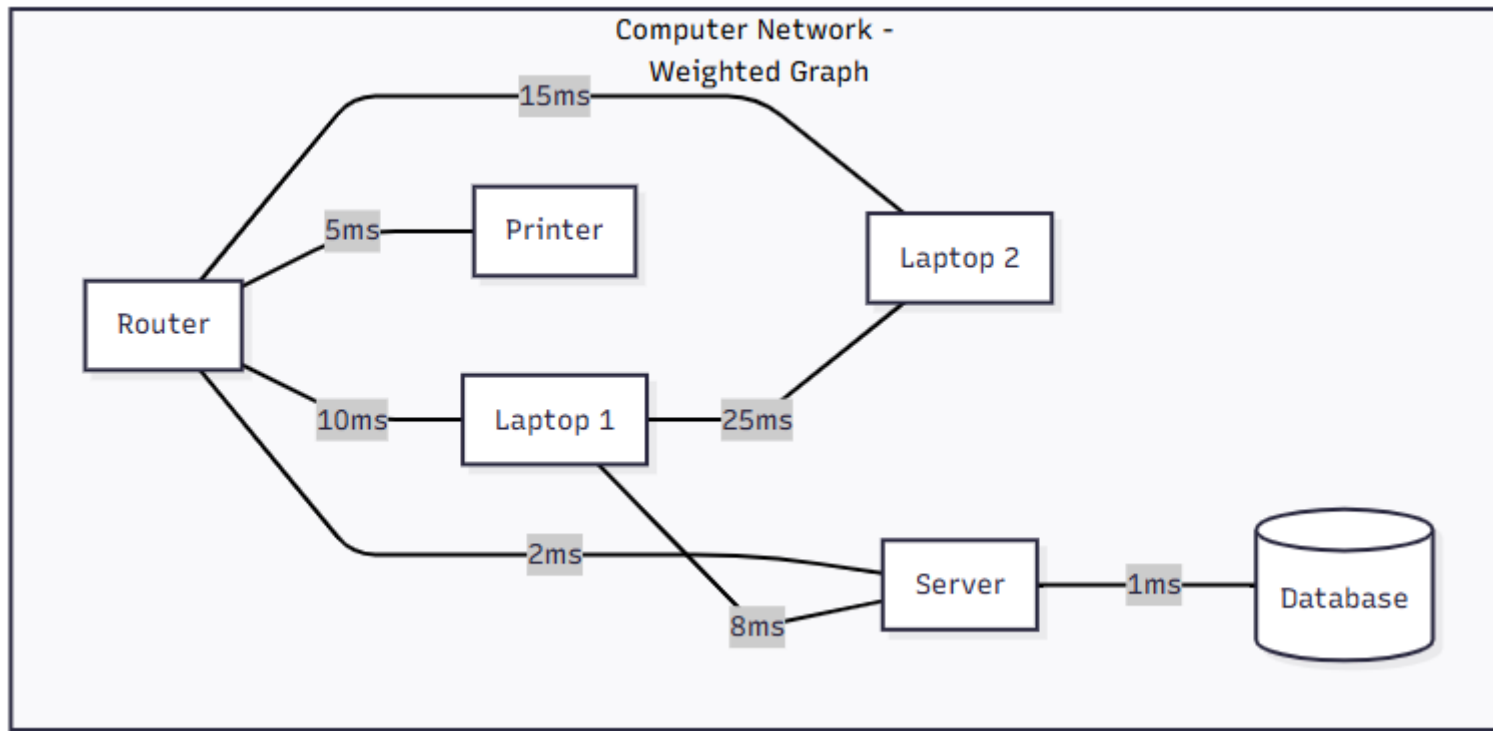 Computer Network -
Weighted Graph
15ms
5ms
Printer
Laptop 2
Router
10ms
Laptop 1
25ms
2ms
Server
1ms
Database
8ms